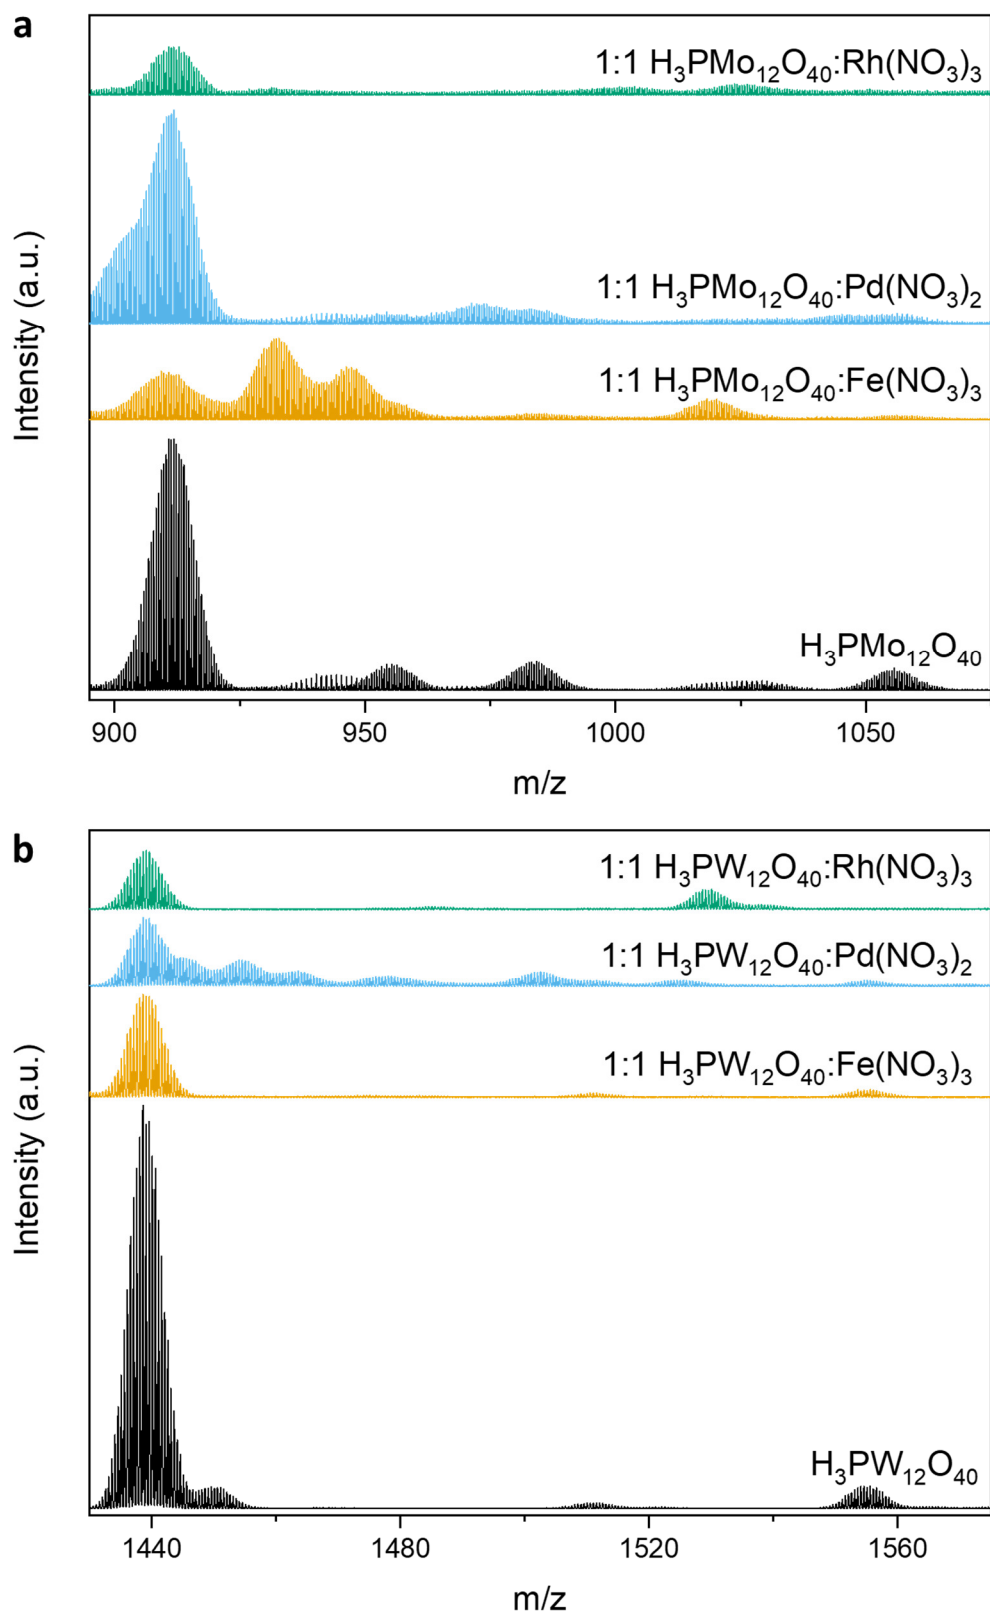 a
1:1 H₃PMo₁₂O₄₀:Rh(NO₃)₃
1:1 H₃PMo₁₂O₄₀:Pd(NO₃)₂
1:1 H₃PMo₁₂O₄₀:Fe(NO₃)₃
H₃PMo₁₂O₄₀
Intensity (a.u.)
900 950 1000 1050
m/z
b
1:1 H₃PW₁₂O₄₀:Rh(NO₃)₃
1:1 H₃PW₁₂O₄₀:Pd(NO₃)₂
1:1 H₃PW₁₂O₄₀:Fe(NO₃)₃
H₃PW₁₂O₄₀
Intensity (a.u.)
1440 1480 1520 1560
m/z